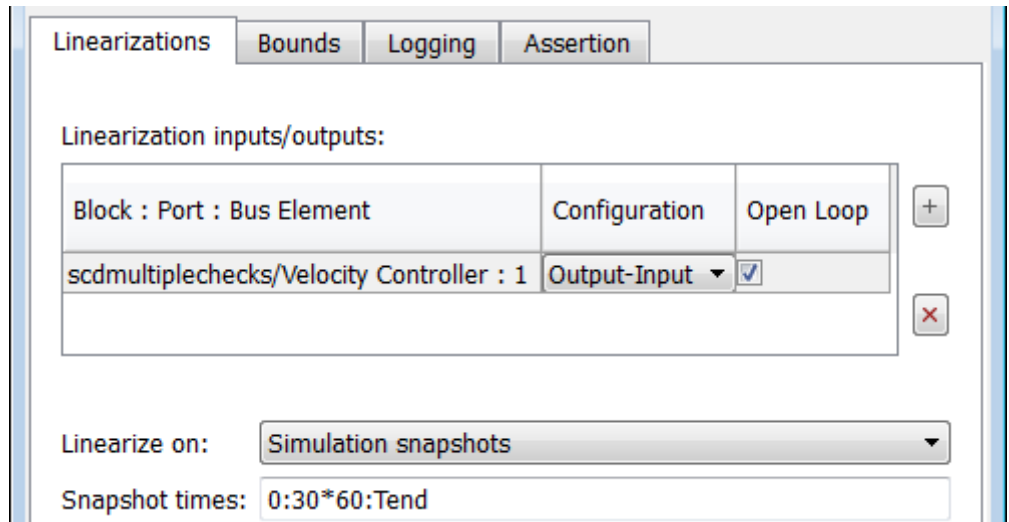 Linearizations Bounds Logging Assertion
Linearization inputs/outputs:
Block : Port : Bus Element Configuration Open Loop
scdmultiplechecks/Velocity Controller : 1 Output-Input
Linearize on: Simulation snapshots
Snapshot times: 0:30*60:Tend